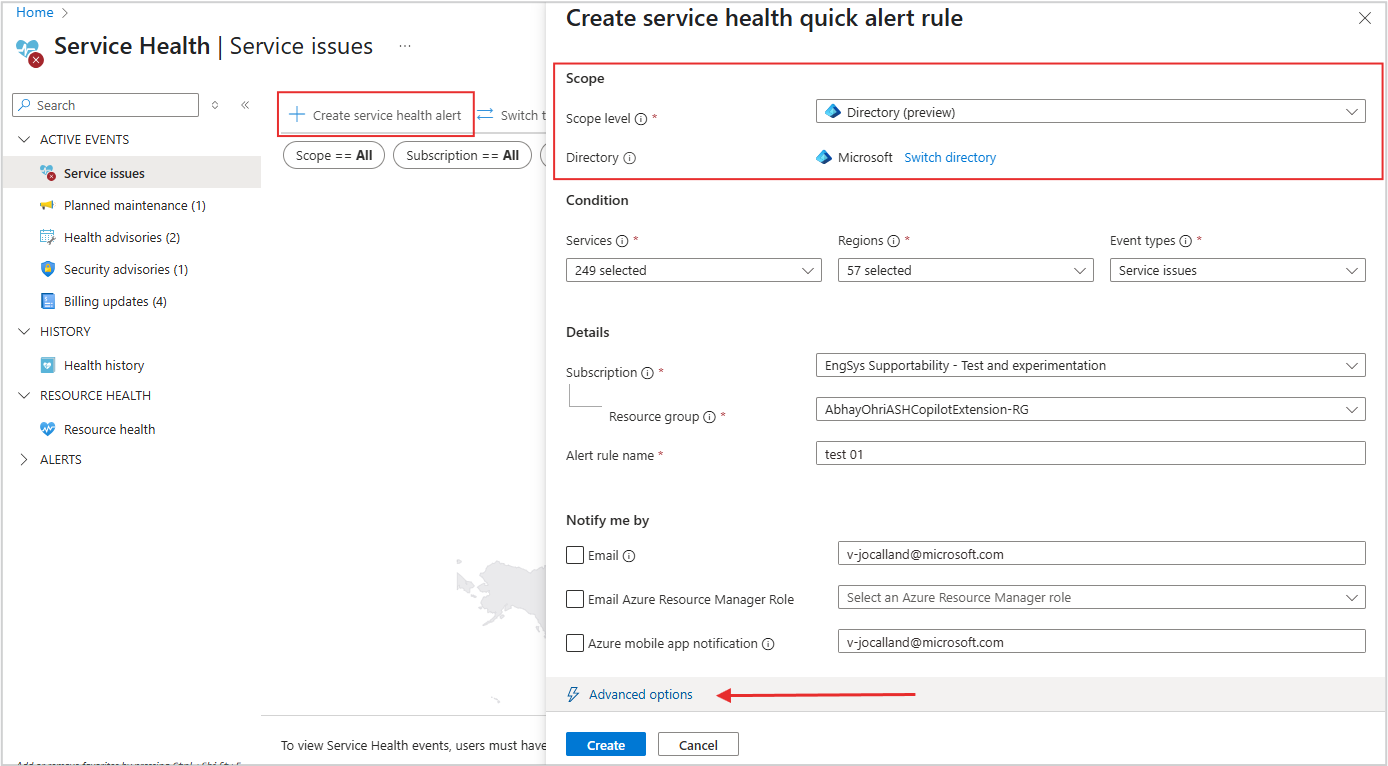 Home
Service Health | Service issues
Search
ACTIVE EVENTS
Service issues
Planned maintenance (1)
Health advisories (2)
Security advisories (1)
Billing updates (4)
HISTORY
Health history
RESOURCE HEALTH
Resource health
ALERTS
Create service health alert
Switch t
Scope == All
Subscription == All
To view Service Health events, users must have
Create service health quick alert rule
Scope
Scope level *
Directory (preview)
Directory
Microsoft Switch directory
Condition
Services * Regions * Event types *
249 selected 57 selected Service issues
Details
Subscription *
EngSys Supportability - Test and experimentation
Resource group *
AbhayOhriASHCopilotExtension-RG
Alert rule name *
test 01
Notify me by
Email
v-jocalland@microsoft.com
Email Azure Resource Manager Role
Select an Azure Resource Manager role
Azure mobile app notification
v-jocalland@microsoft.com
Advanced options
Create Cancel